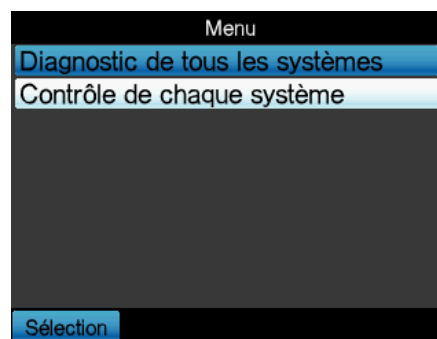 Menu
Diagnostic de tous les systèmes
Contrôle de chaque système
Sélection